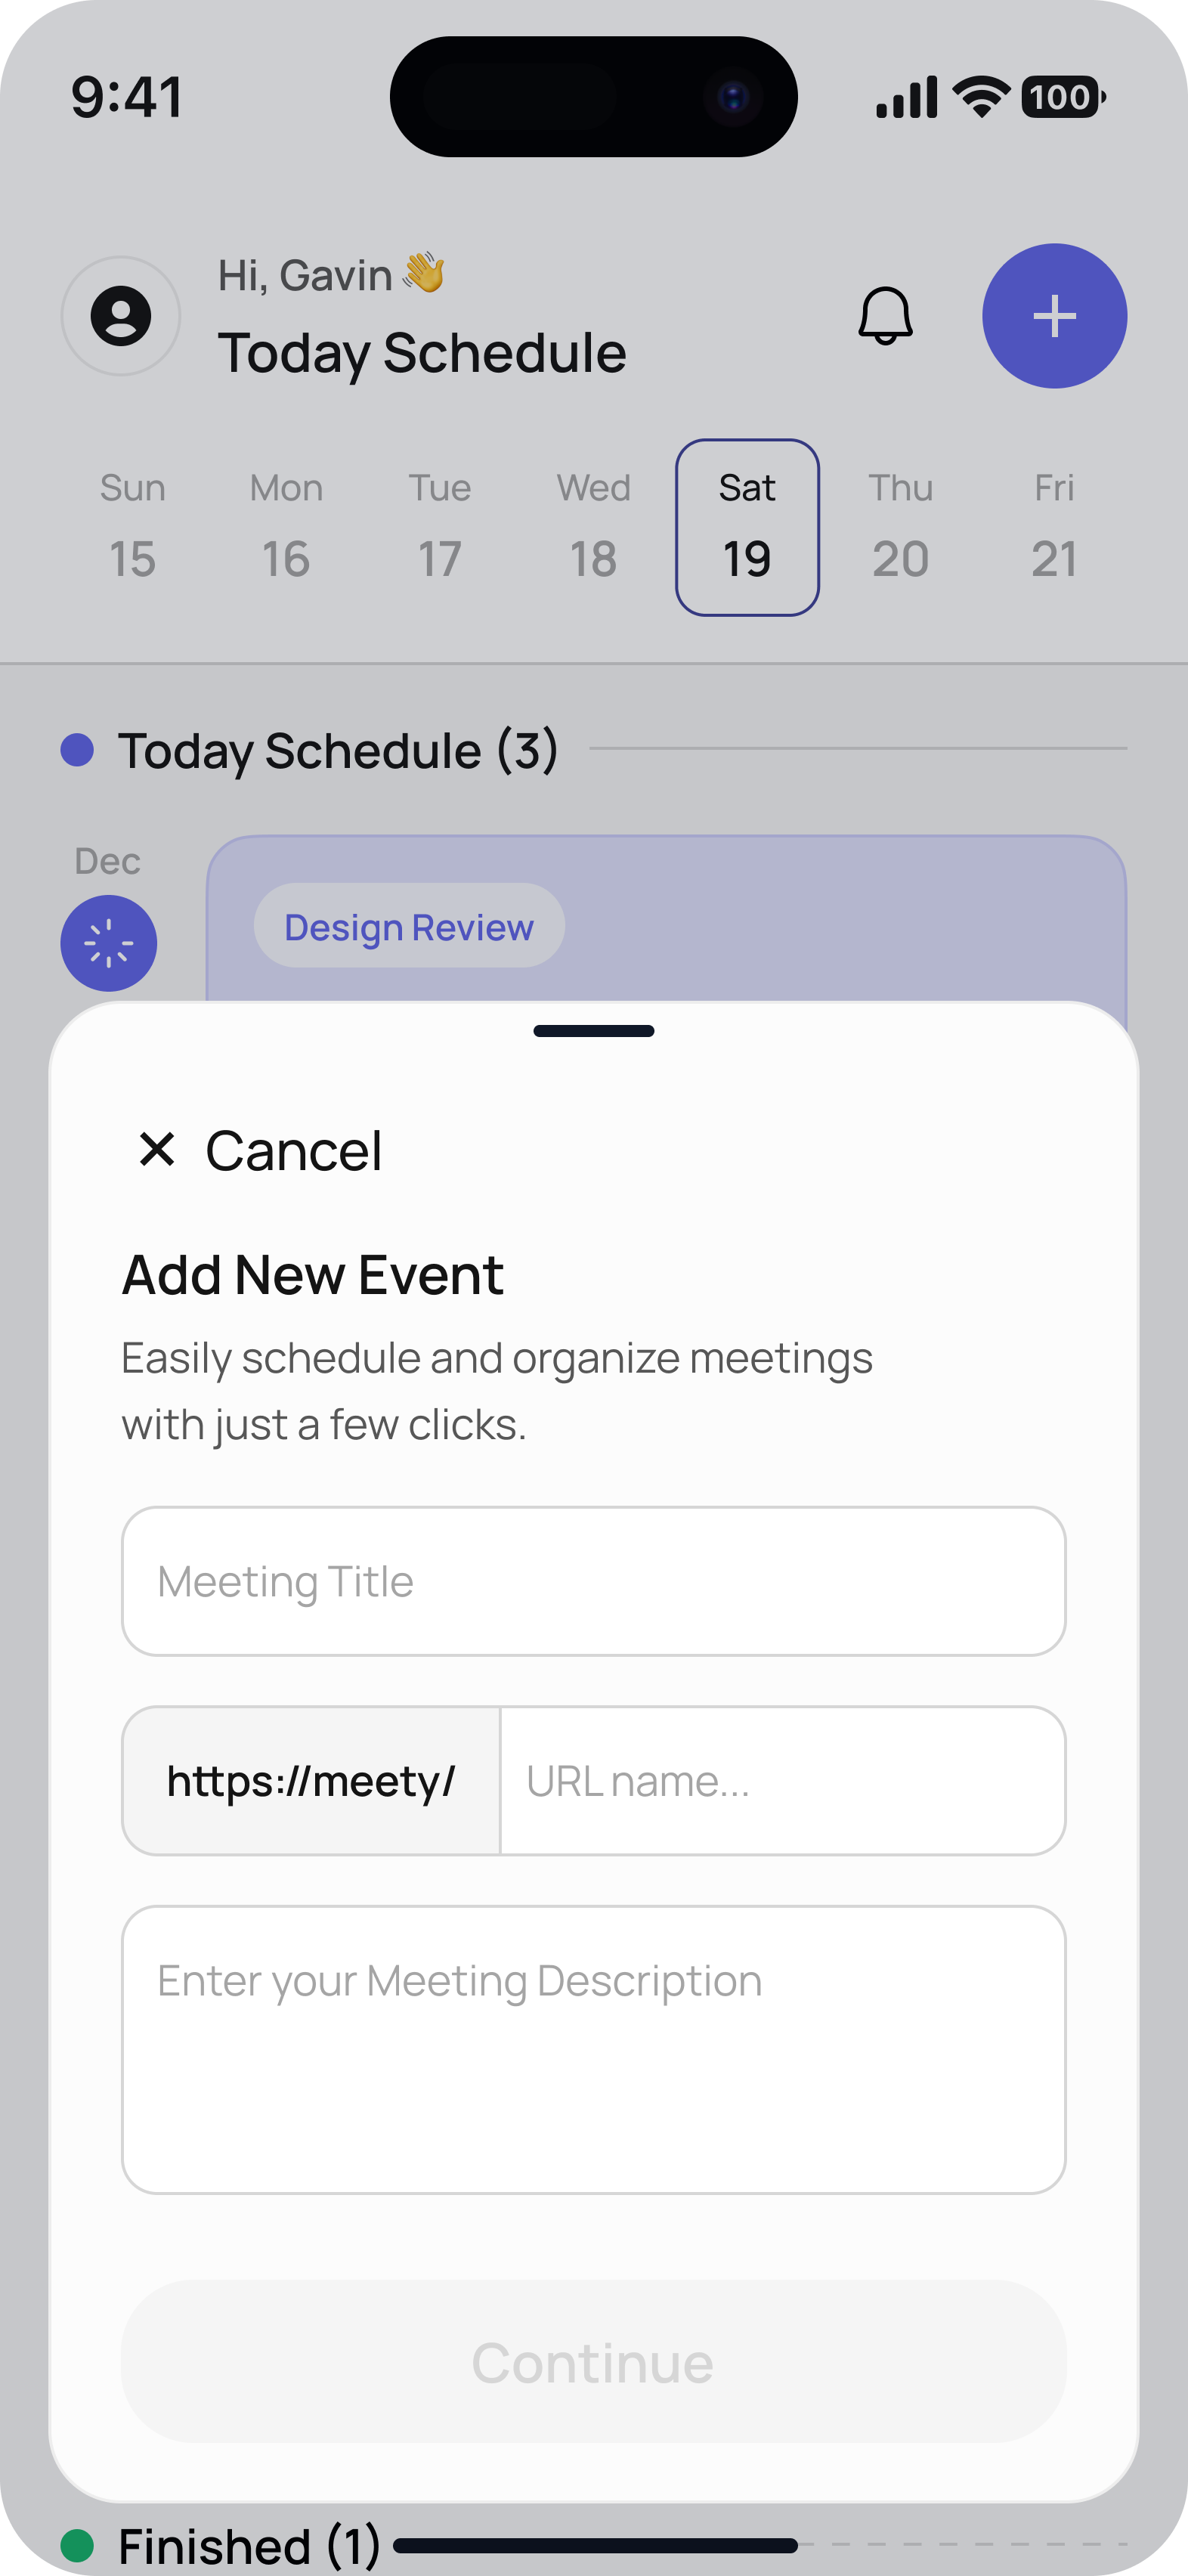 9:41
100
Hi, Gavin 👋
Today Schedule
Sun Mon Tue Wed Sat Thu Fri
15 16 17 18 19 20 21
Today Schedule (3)
Dec
Design Review
Cancel
Add New Event
Easily schedule and organize meetings
with just a few clicks.
Meeting Title
https://meety/ URL name...
Enter your Meeting Description
Continue
Finished (1)